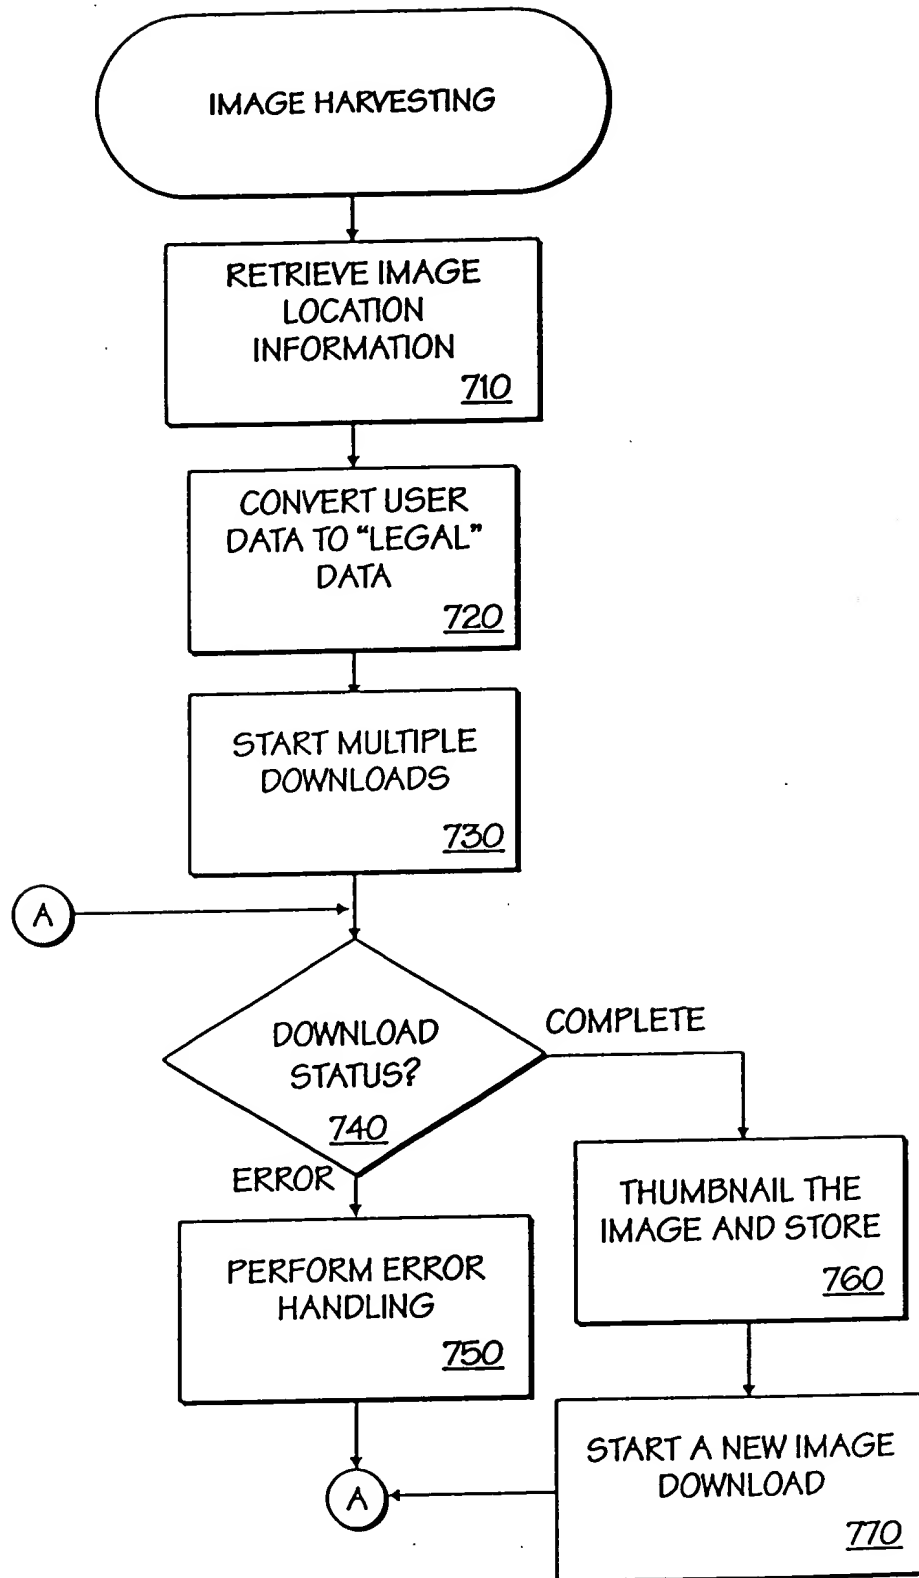 IMAGE HARVESTING
RETRIEVE IMAGE
LOCATION
INFORMATION
710
CONVERT USER
DATA TO “LEGAL”
DATA
720
START MULTIPLE
DOWNLOADS
730
A
DOWNLOAD
STATUS?
740
COMPLETE
ERROR
THUMBNAIL THE
IMAGE AND STORE
760
PERFORM ERROR
HANDLING
750
START A NEW IMAGE
DOWNLOAD
770
A